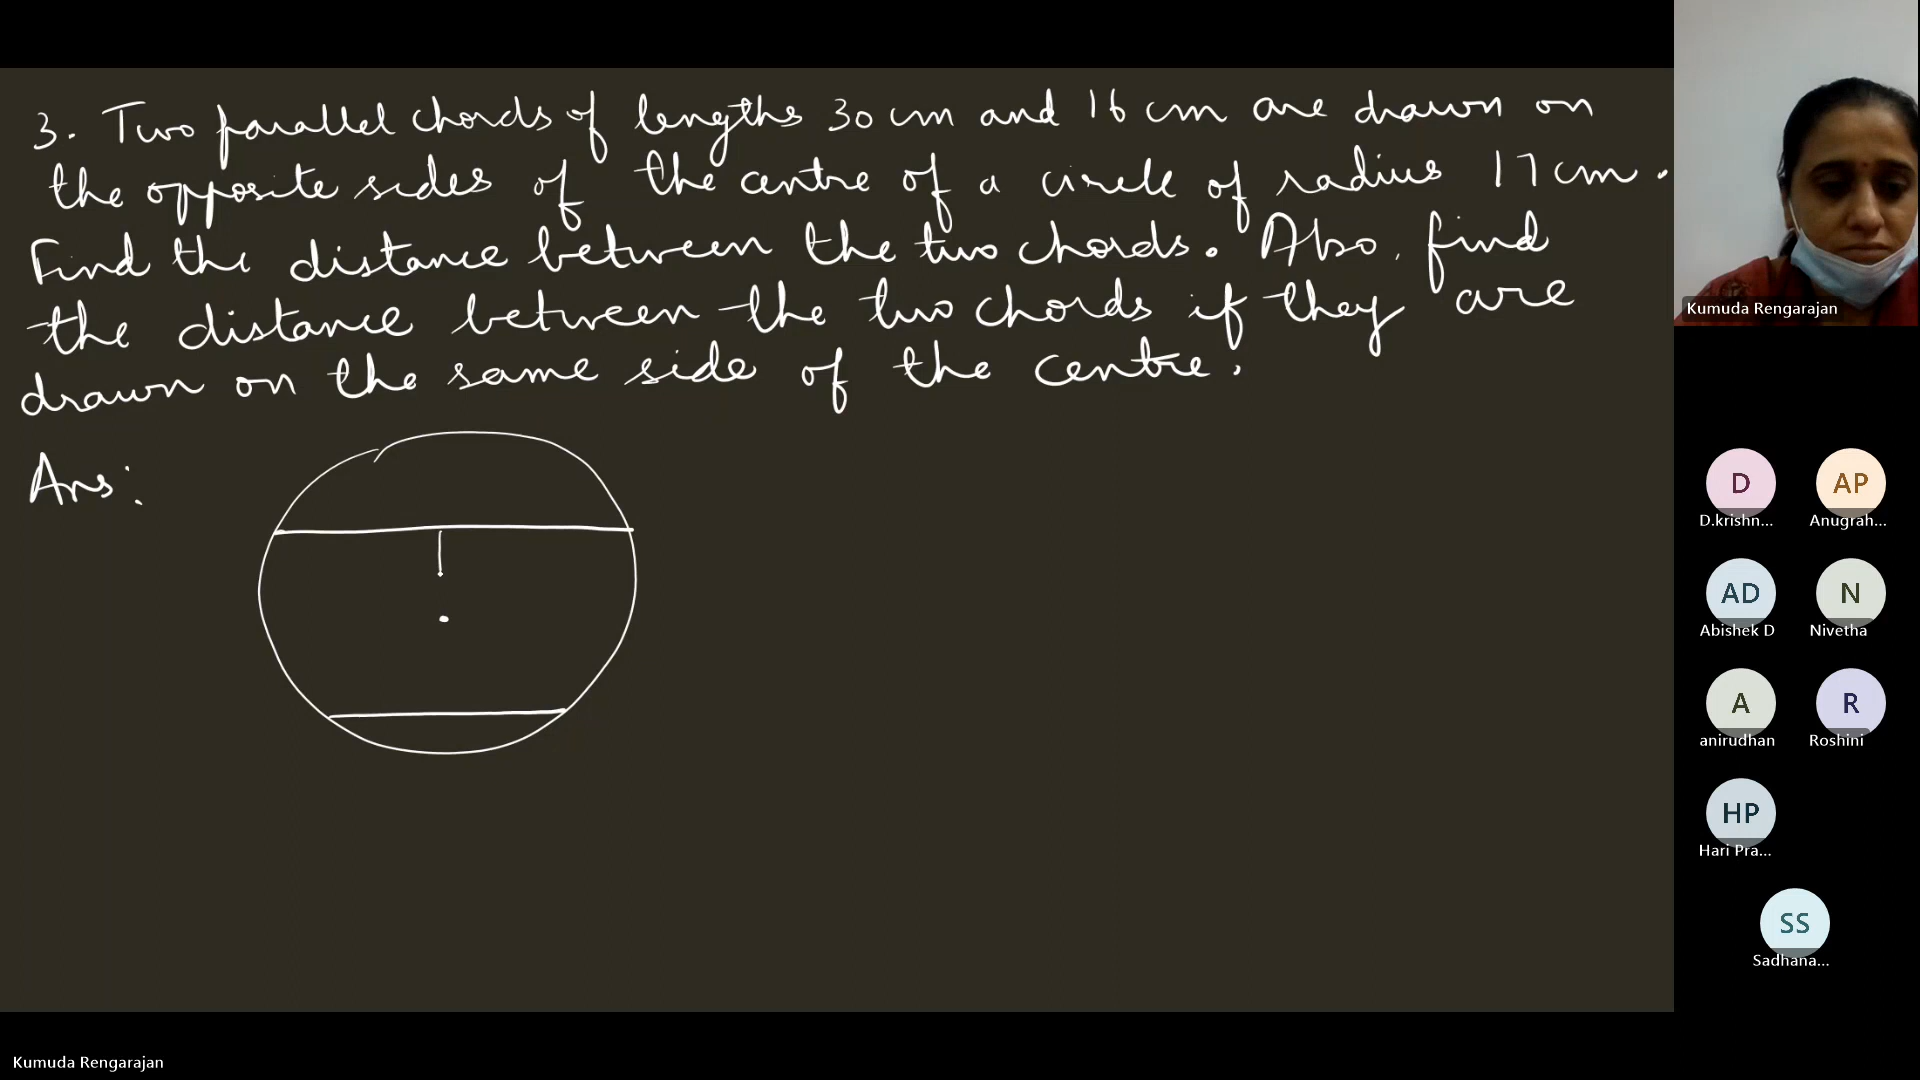 3. Two parallel chords of lengths 30 cm and 16 cm are drawn on
the opposite sides of the centre of a circle of radius 17 cm.
Find the distance between the two chords. Also, find
the distance between the two chords if they are
drawn on the same side of the centre.
Ans:
Kumuda Rengarajan
D
AP
D.krishn...
Anugrah...
AD
N
Abishek D
Nivetha
A
R
anirudhan
Roshini
HP
Hari Pra...
SS
Sadhana...
Kumuda Rengarajan